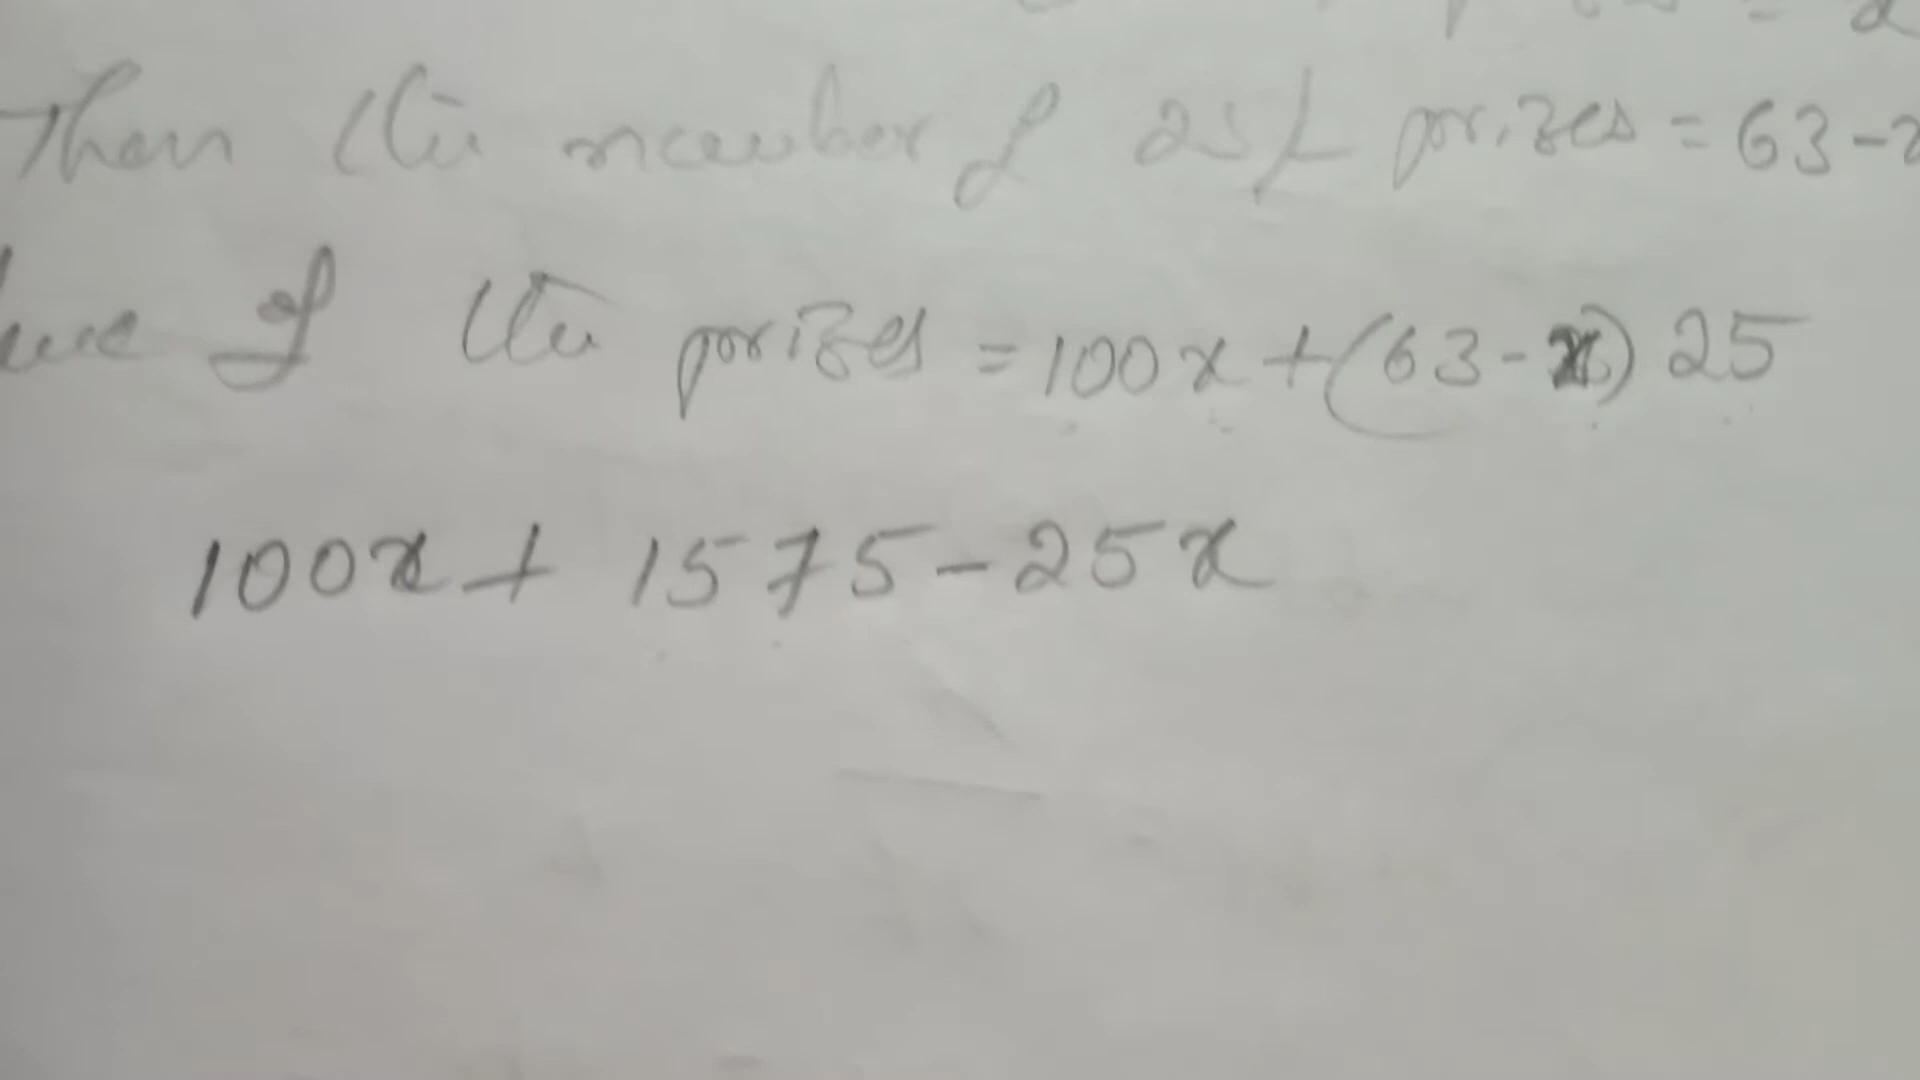 Then the number of 25/- prizes = 63-
of the prizes = 100x + (63-x) 25
100x + 1575 - 25x